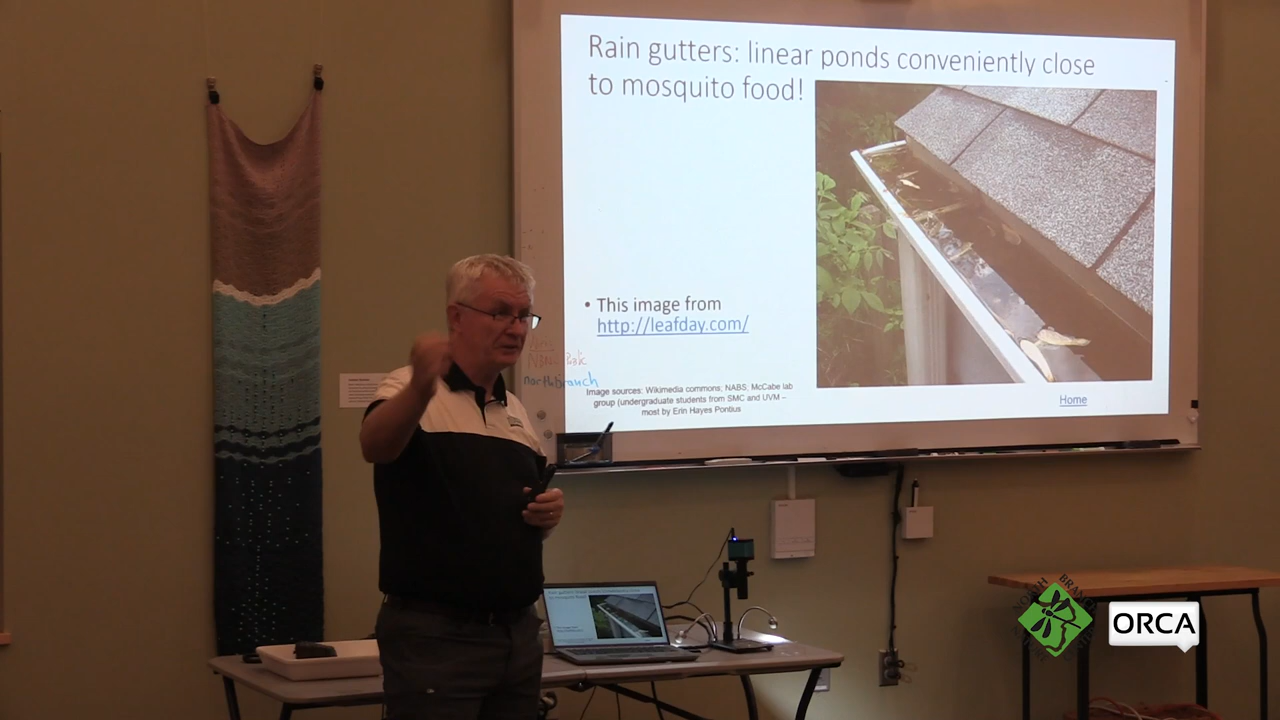 Rain gutters: linear ponds conveniently close
to mosquito food!
• This image from
http://leafday.com/
northbranch
Image sources: Wikimedia commons; NABS; McCabe lab
group (undergraduate students from SMC and UVM –
most by Erin Hayes Pontius
Home
NORTH BRANCH
ORCA